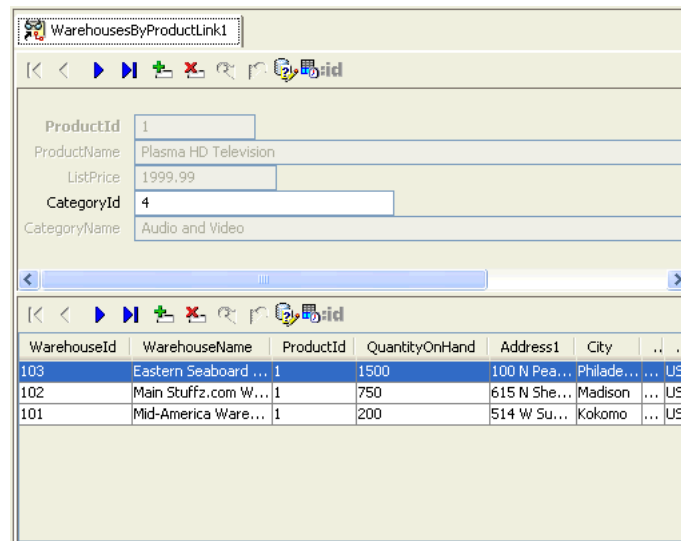 WarehousesByProductLink1
:id
ProductId 1
ProductName Plasma HD Television
ListPrice 1999.99
CategoryId 4
CategoryName Audio and Video
:id
WarehouseId WarehouseName ProductId QuantityOnHand Address1 City .. .
103 Eastern Seaboard ... 1 1500 100 N Pea... Philade... ... US
102 Main Stuffz.com W... 1 750 615 N She... Madison ... US
101 Mid-America Ware... 1 200 514 W Su... Kokomo ... US